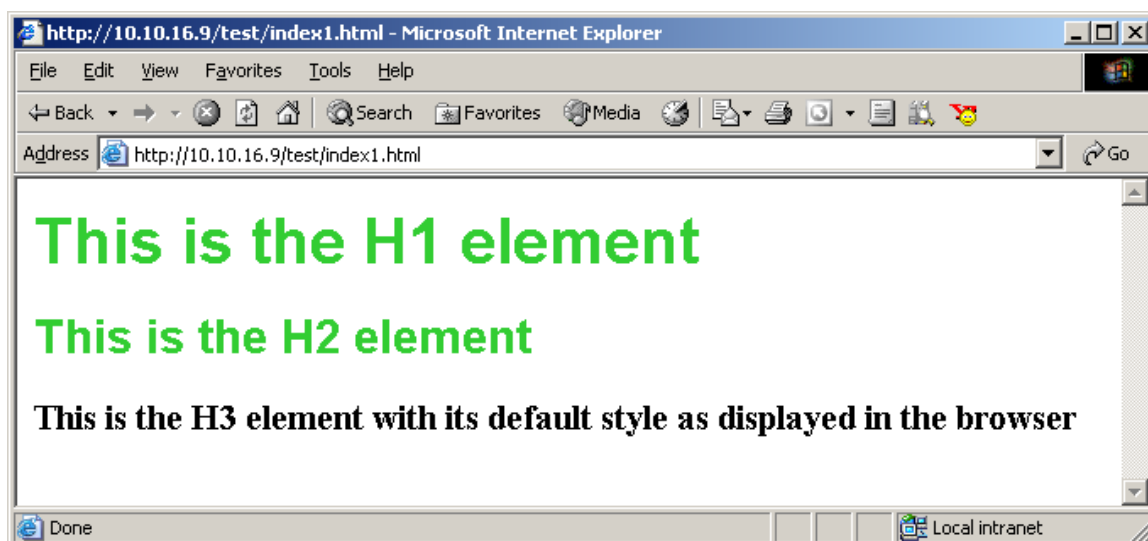 http://10.10.16.9/test/index1.html - Microsoft Internet Explorer
File Edit View Favorites Tools Help
Back Search Favorites Media
Address http://10.10.16.9/test/index1.html Go
This is the H1 element
This is the H2 element
This is the H3 element with its default style as displayed in the browser
Done Local intranet